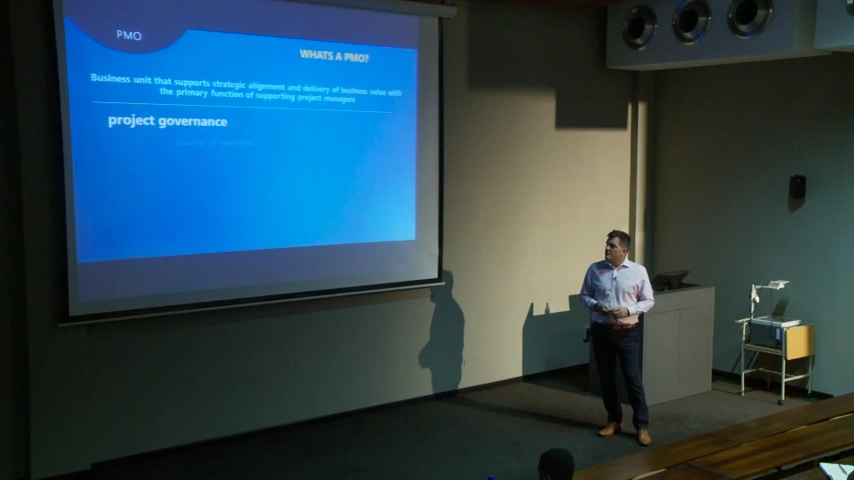 PMO
WHATS A PMO?
Business unit that supports strategic alignment and delivery of business value with
the primary function of supporting project managers
project governance